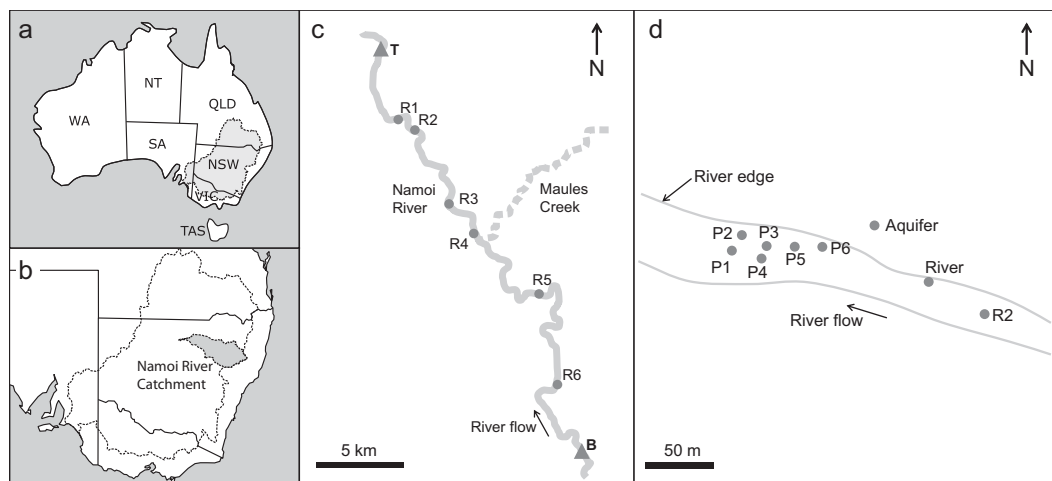 a
NT
QLD
WA
SA
NSW
VIC
TAS
b
Namoi River
Catchment
c
T
N
R1
R2
Namoi
River
Maules
Creek
R3
R4
R5
R6
River flow
B
5 km
d
N
River edge
Aquifer
P2
P3
P6
P5
P1
P4
River
R2
River flow
50 m